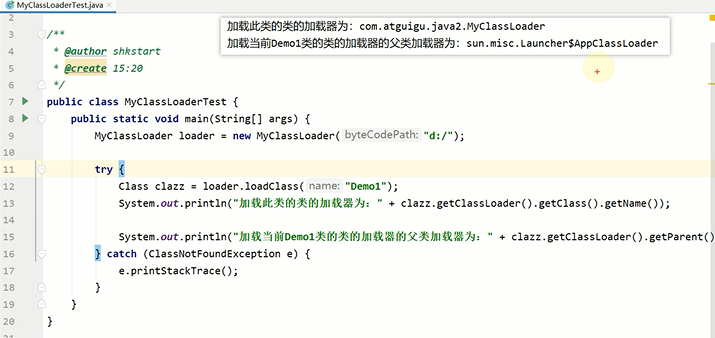 MyClassLoaderTest.java
加载此类的类的加载器为：com.atguigu.java2.MyClassLoader
加载当前Demo1类的类的加载器的父类加载器为：sun.misc.Launcher$AppClassLoader
2
3 /**
4 * @author shkstart
5 * @create 15:20
6 */
7 public class MyClassLoaderTest {
8 public static void main(String[] args) {
9 MyClassLoader loader = new MyClassLoader( byteCodePath: "d:/");
10
11 try {
12 Class clazz = loader.loadClass( name: "Demo1");
13 System.out.println("加载此类的类的加载器为：" + clazz.getClassLoader().getClass().getName());
14
15 System.out.println("加载当前Demo1类的类的加载器的父类加载器为：" + clazz.getClassLoader().getParent()
16 } catch (ClassNotFoundException e) {
17 e.printStackTrace();
18 }
19 }
20 }
21